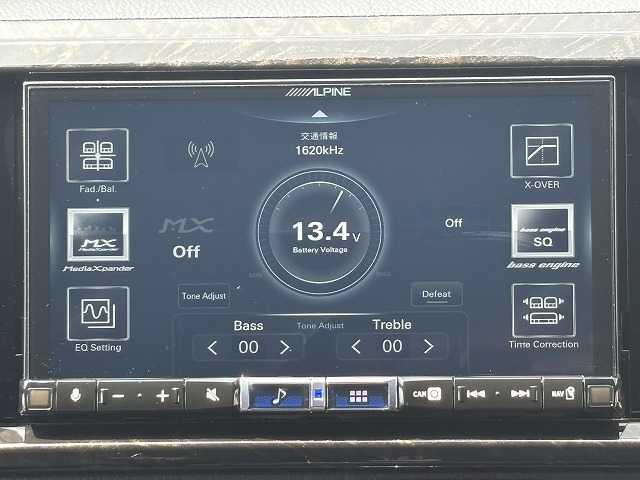 ALPINE
交通情報
1620kHz
Fad./Bal.
X-OVER
MX
MediaXpander
MX
Off
13.4V
Battery Voltage
Off
bass engine
SQ
bass engine
Tone Adjust
Defeat
EQ Setting
Bass
Tone Adjust
Treble
< 00 >
< 00 >
Time Correction
− +
CAM
NAV